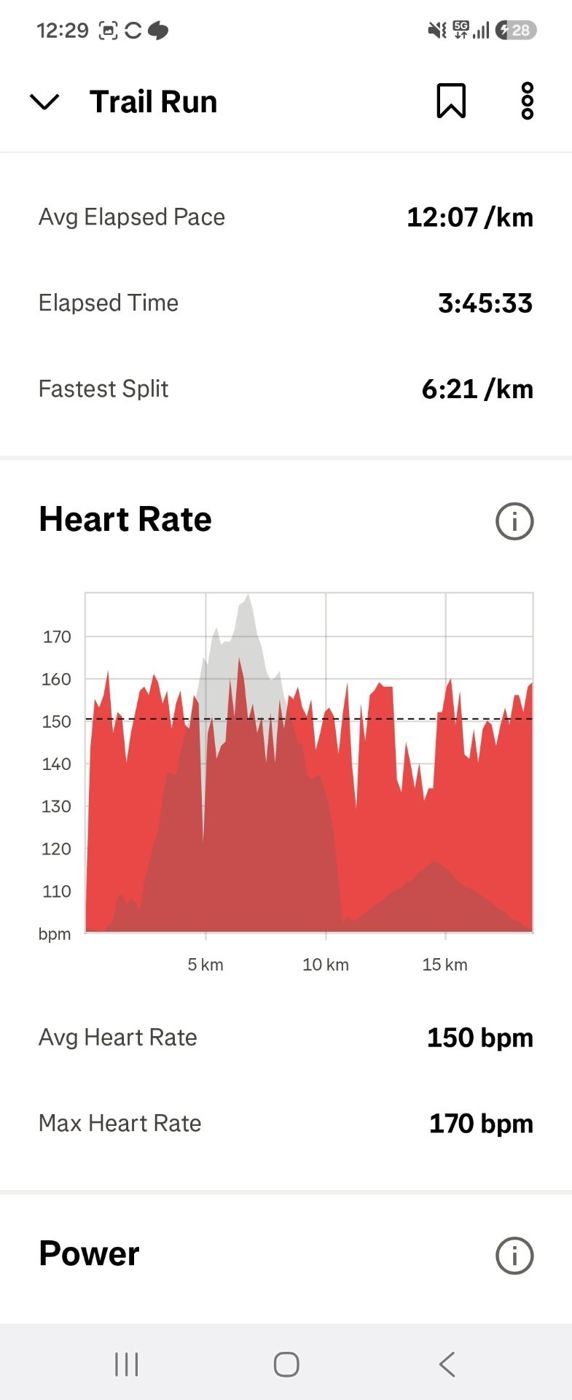 12:29
5G
28
Trail Run
Avg Elapsed Pace 12:07 /km
Elapsed Time 3:45:33
Fastest Split 6:21 /km
Heart Rate
170
160
150
140
130
120
110
bpm
5 km 10 km 15 km
Avg Heart Rate 150 bpm
Max Heart Rate 170 bpm
Power